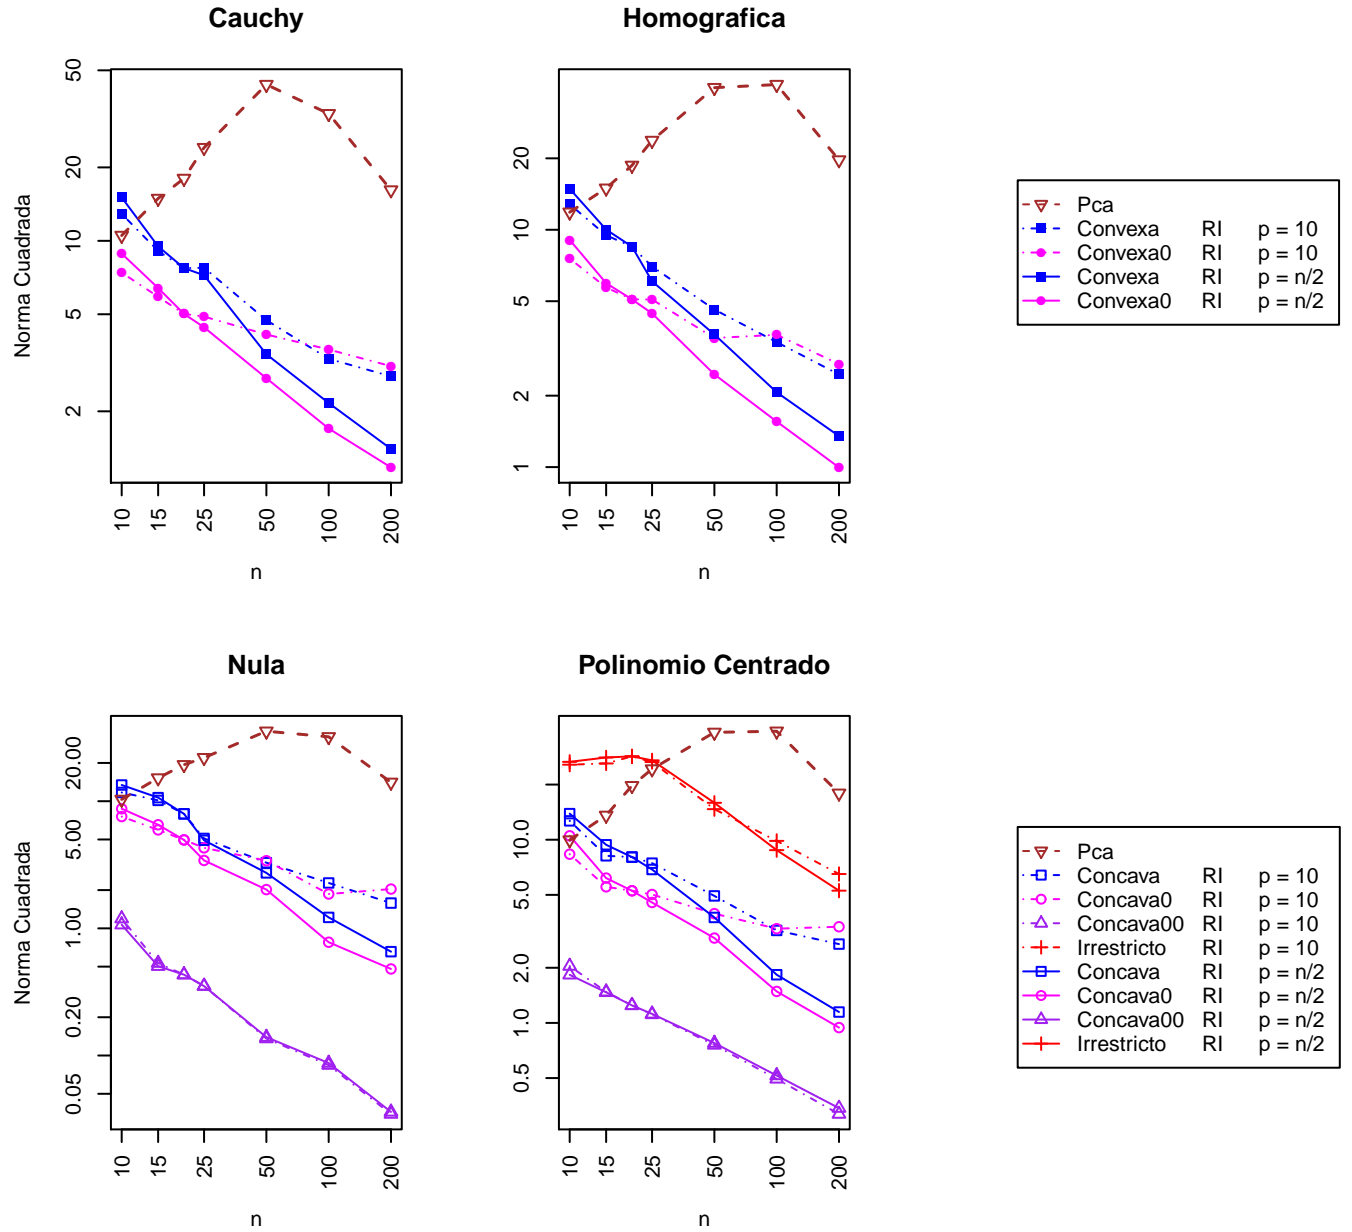 Cauchy
Norma Cuadrada
50
20
10
5
2
10
15
25
50
100
200
n
Homografica
20
10
5
2
1
10
15
25
50
100
200
n
Pca
Convexa RI p = 10
Convexa0 RI p = 10
Convexa RI p = n/2
Convexa0 RI p = n/2
Nula
Norma Cuadrada
20.00
5.00
1.00
0.20
0.05
10
15
25
50
100
200
n
Polinomio Centrado
10.0
5.0
2.0
1.0
0.5
10
15
25
50
100
200
n
Pca
Concava RI p = 10
Concava0 RI p = 10
Concava00 RI p = 10
Irrestricto RI p = 10
Concava RI p = n/2
Concava0 RI p = n/2
Concava00 RI p = n/2
Irrestricto RI p = n/2